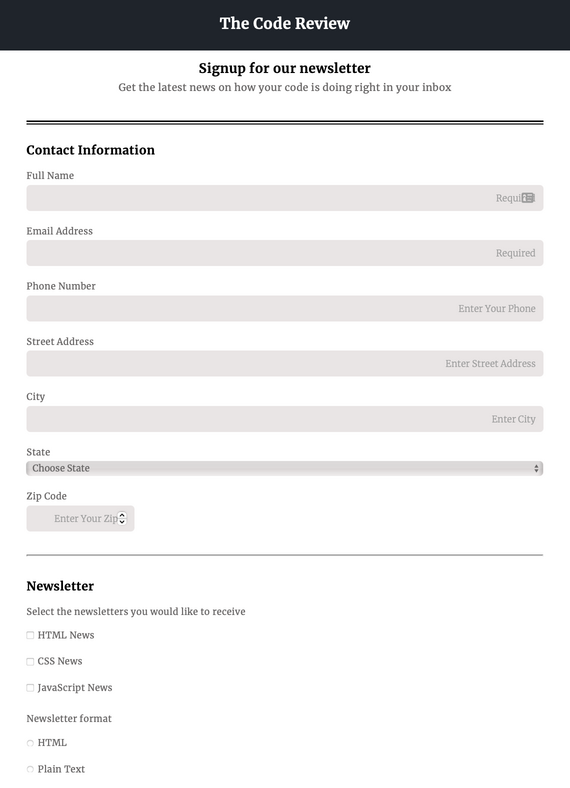 The Code Review
Signup for our newsletter
Get the latest news on how your code is doing right in your inbox
Contact Information
Full Name
Email Address
Required
Phone Number
Enter Your Phone
Street Address
Enter Street Address
City
Enter City
State
Choose State
Zip Code
Enter Your Zip
Newsletter
Select the newsletters you would like to receive
HTML News
CSS News
JavaScript News
Newsletter format
HTML
Plain Text